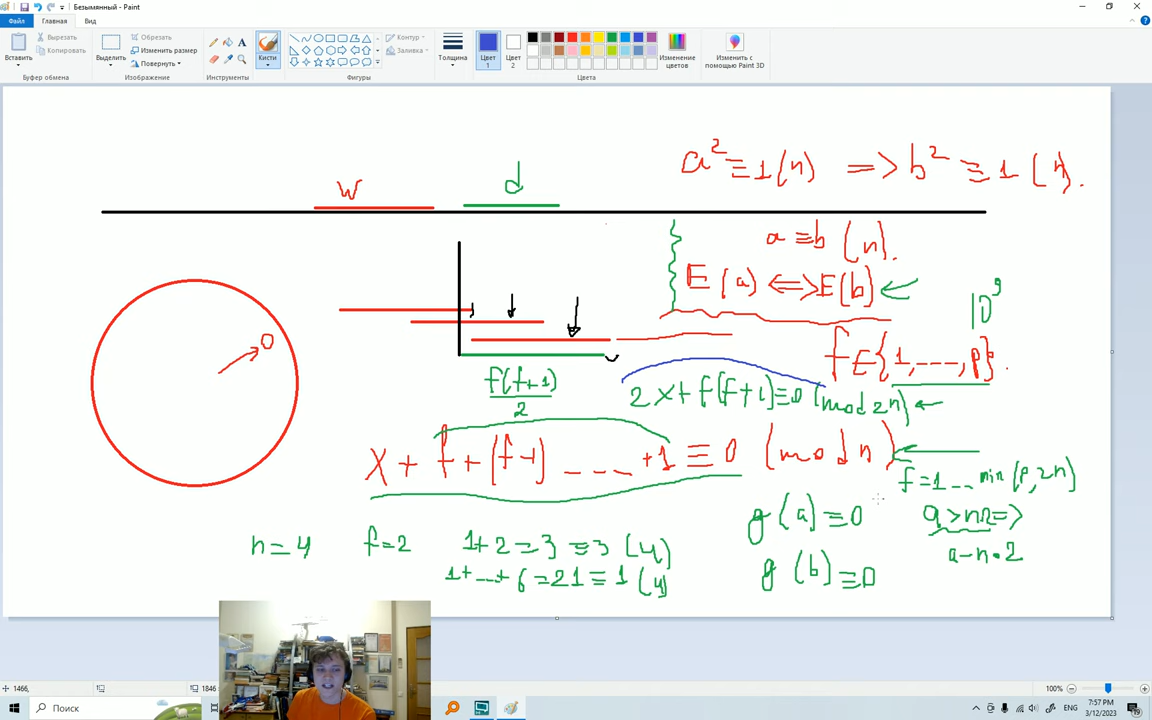 Безымянный - Paint
Файл Главная Вид
Вставить
Вырезать
Копировать
Буфер обмена
Выделить
Обрезать
Изменить размер
Повернуть
Изображение
Инструменты
Кисти
Фигуры
Контур
Заливка
Толщина
Цвет 1
Цвет 2
Цвета
Изменение цветов
Изменить с помощью Paint 3D
a² ≡ 1 (n) => b² ≡ 1 (n).
w d
a ≡ b (n).
E(a) <=> E(b)
10⁹
0
f ∈ {1, ---, p}.
f(f+1)
2
2x + f(f+1) ≡ 0 (mod 2n)
x + f + (f-1) --- +1 ≡ 0 (mod n)
f = 1 -- min(p, 2n)
g(a) ≡ 0
a - n·2
n = 4 f = 2 1+2 = 3 ≡ 3 (4)
1+--+6 = 21 ≡ 1 (4)
g(b) ≡ 0
1466,
1846
100%
Поиск
ENG
7:57 PM
3/12/2023